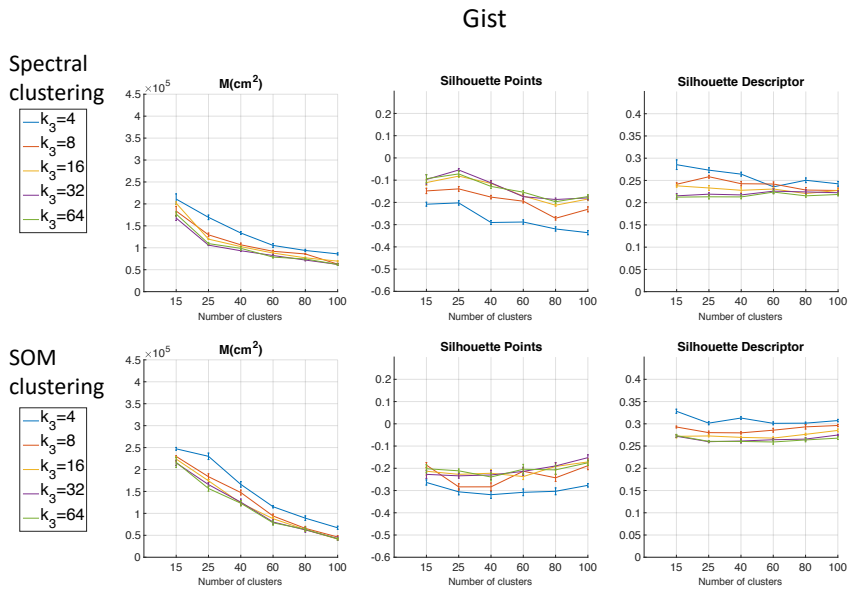 Gist
Spectral
clustering
k3=4
k3=8
k3=16
k3=32
k3=64
×10^5
M(cm²)
4.5
4
3.5
3
2.5
2
1.5
1
0.5
0
15 25 40 60 80 100
Number of clusters
Silhouette Points
0.2
0.1
0
-0.1
-0.2
-0.3
-0.4
-0.5
-0.6
15 25 40 60 80 100
Number of clusters
Silhouette Descriptor
0.4
0.35
0.3
0.25
0.2
0.15
0.1
0.05
0
15 25 40 60 80 100
Number of clusters
SOM
clustering
k3=4
k3=8
k3=16
k3=32
k3=64
×10^5
M(cm²)
4.5
4
3.5
3
2.5
2
1.5
1
0.5
0
15 25 40 60 80 100
Number of clusters
Silhouette Points
0.2
0.1
0
-0.1
-0.2
-0.3
-0.4
-0.5
-0.6
15 25 40 60 80 100
Number of clusters
Silhouette Descriptor
0.4
0.35
0.3
0.25
0.2
0.15
0.1
0.05
0
15 25 40 60 80 100
Number of clusters